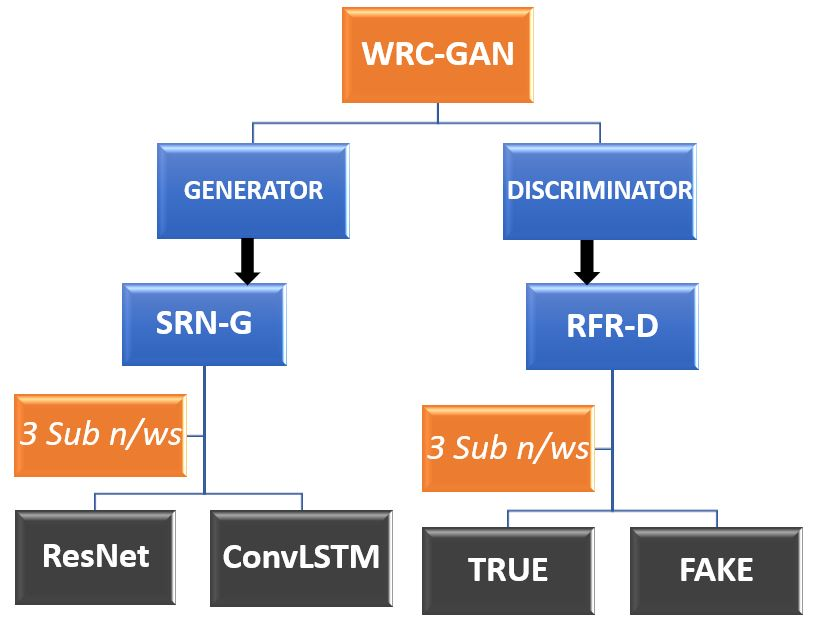 WRC-GAN
GENERATOR
DISCRIMINATOR
SRN-G
RFR-D
3 Sub n/ws
3 Sub n/ws
ResNet
ConvLSTM
TRUE
FAKE